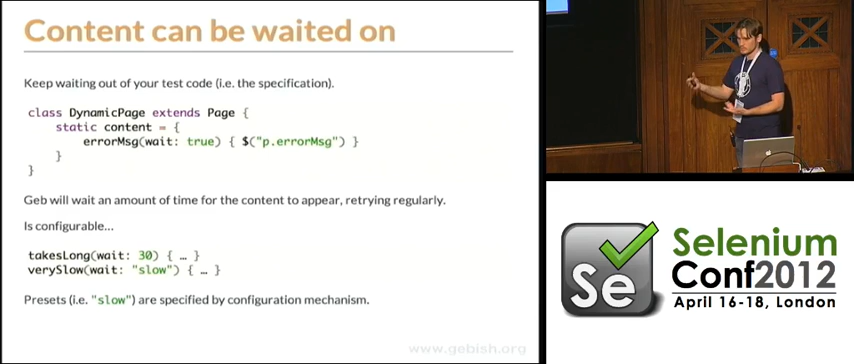 Content can be waited on
Keep waiting out of your test code (i.e. the specification).
class DynamicPage extends Page {
static content = {
errorMsg(wait: true) { $("p.errorMsg") }
}
}
Geb will wait an amount of time for the content to appear, retrying regularly.
Is configurable...
takesLong(wait: 30) { … }
verySlow(wait: "slow") { … }
Presets (i.e. "slow") are specified by configuration mechanism.
www.gebish.org
Se
Selenium
Conf2012
April 16-18, London